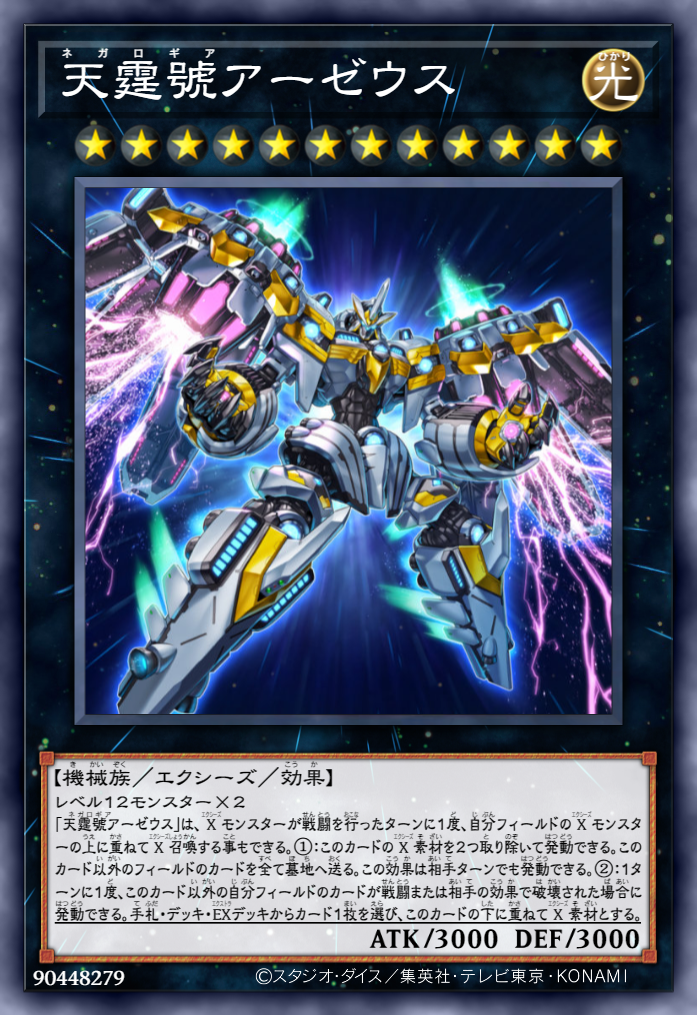 ネガロギア
天霆號アーゼウス
ひかり
光
【機械族／エクシーズ／効果】
レベル12モンスター×2
「天霆號アーゼウス」は、X モンスターが戦闘を行ったターンに1度、自分フィールドの X モンスタ
ーの上に重ねて X 召喚する事もできる。①：このカードの X 素材を2つ取り除いて発動できる。この
カード以外のフィールドのカードを全て墓地へ送る。この効果は相手ターンでも発動できる。②：1タ
ーンに1度、このカード以外の自分フィールドのカードが戦闘または相手の効果で破壊された場合に
発動できる。手札・デッキ・EXデッキからカード1枚を選び、このカードの下に重ねて X 素材とする。
ATK/3000 DEF/3000
90448279 ©スタジオ・ダイス／集英社・テレビ東京・KONAMI